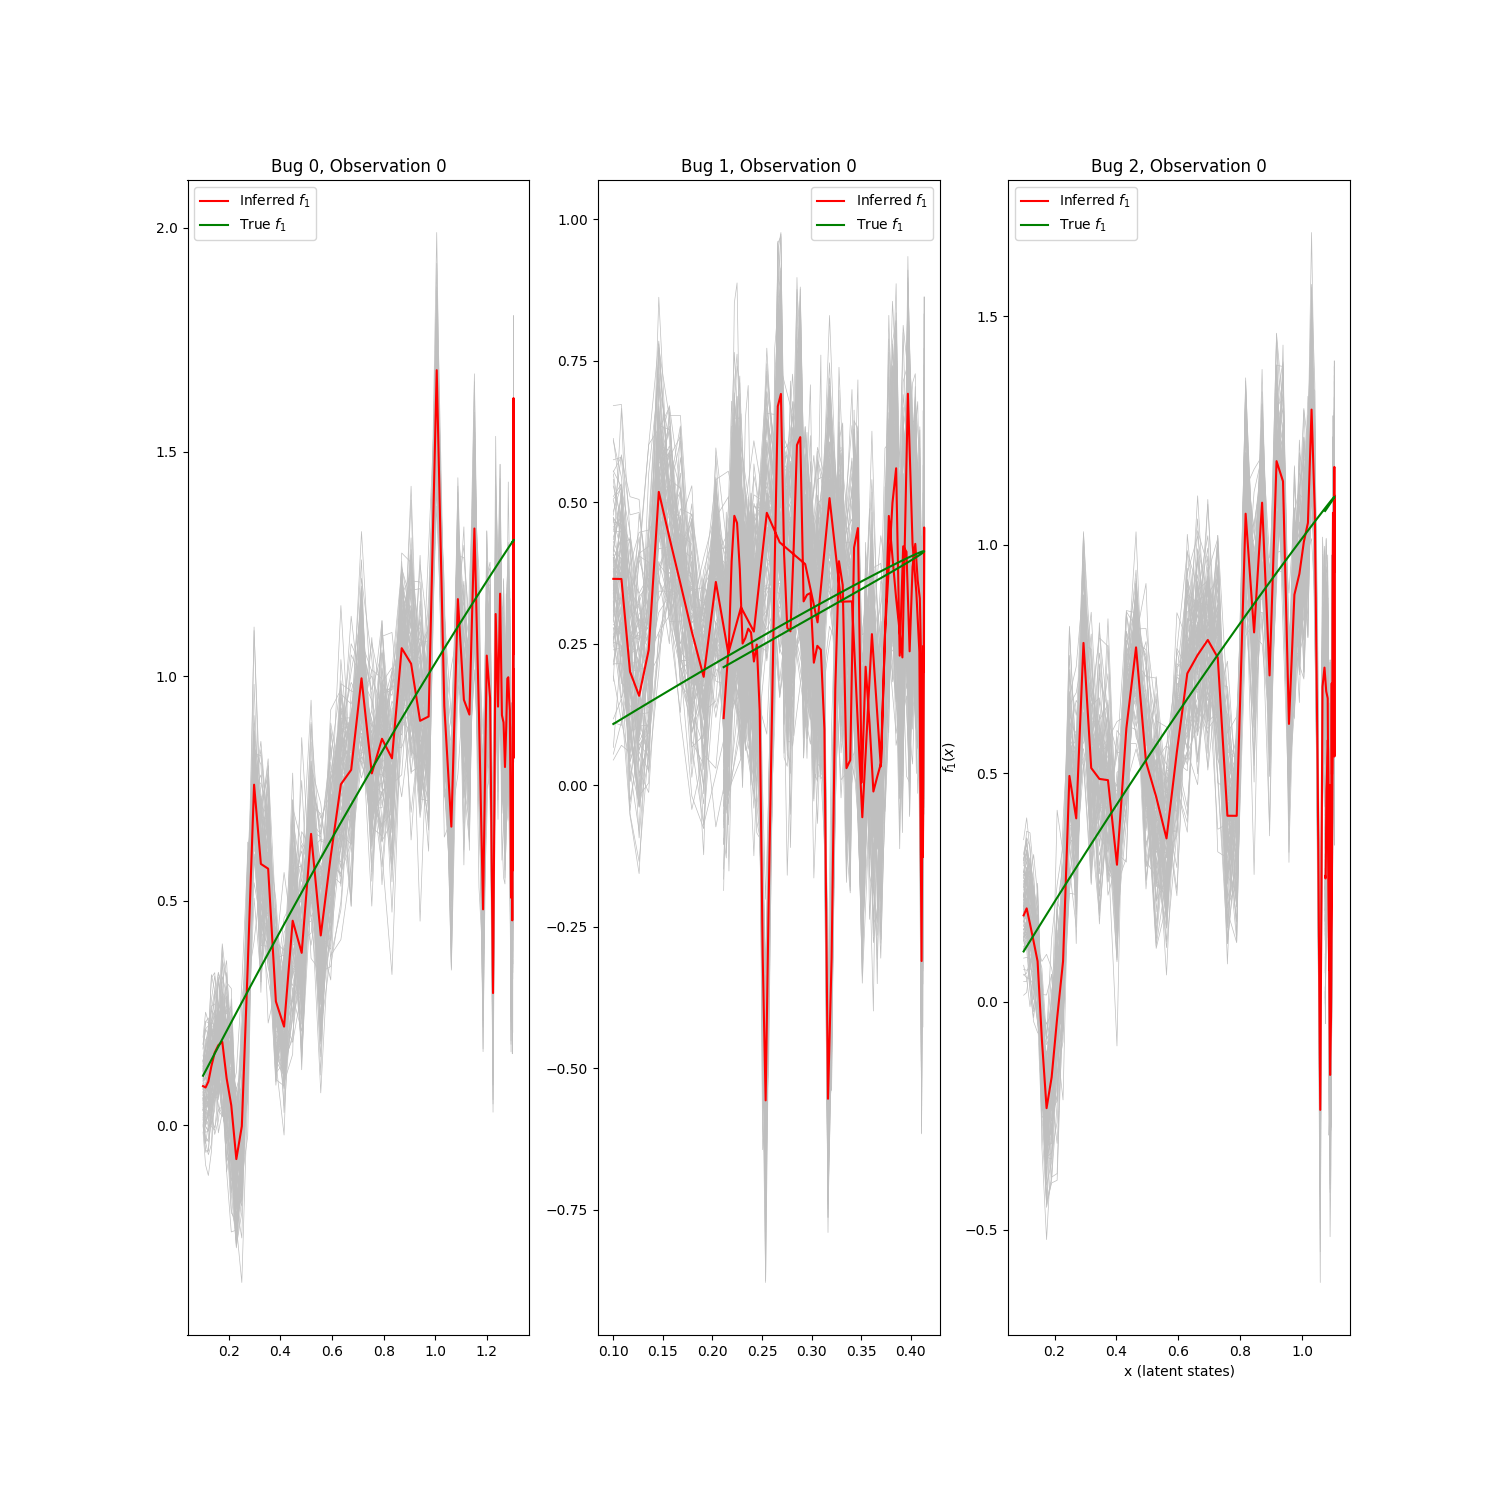 Bug 0, Observation 0
Inferred f₁
True f₁
2.0
1.5
1.0
0.5
0.0
0.2 0.4 0.6 0.8 1.0 1.2
Bug 1, Observation 0
Inferred f₁
True f₁
1.00
0.75
0.50
0.25
0.00
−0.25
−0.50
−0.75
0.10 0.15 0.20 0.25 0.30 0.35 0.40
Bug 2, Observation 0
Inferred f₁
True f₁
f₁(x)
1.5
1.0
0.5
0.0
−0.5
0.2 0.4 0.6 0.8 1.0
x (latent states)